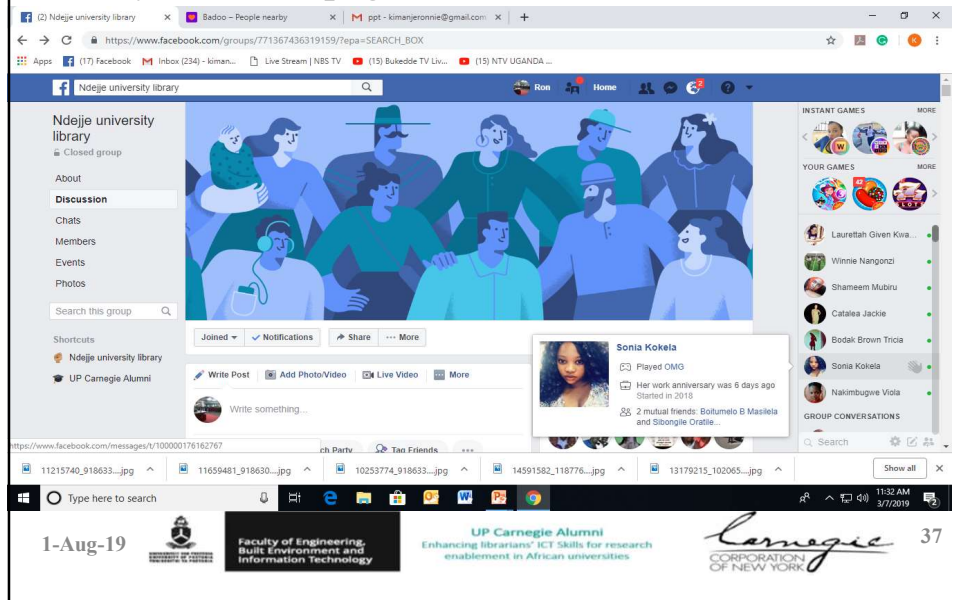 (2) Ndejje university library
Badoo – People nearby
ppt - kimanjeronnie@gmail.com
https://www.facebook.com/groups/771367436319159/?epa=SEARCH_BOX
Apps
(17) Facebook
Inbox (234) - kiman...
Live Stream | NBS TV
(15) Bukedde TV Liv...
(15) NTV UGANDA ...
Ndejje university library
Ron
Home
2
Ndejje university
library
Closed group
About
Discussion
Chats
Members
Events
Photos
Search this group
Shortcuts
Ndejje university library
UP Carnegie Alumni
Joined
Notifications
Share
More
Write Post
Add Photo/Video
Live Video
More
Write something...
ch Party
Tag Friends
Sonia Kokela
Played OMG
Her work anniversary was 6 days ago
Started in 2018
2 mutual friends: Boitumelo B Masilela
and Sibongile Oratile...
INSTANT GAMES
MORE
YOUR GAMES
MORE
43
Laurettah Given Kwa...
Winnie Nangonzi
Shameem Mubiru
Catalea Jackie
Bodak Brown Tricia
Sonia Kokela
Nakimbugwe Viola
GROUP CONVERSATIONS
Search
https://www.facebook.com/messages/t/100000176162767
11215740_918633....jpg
11659481_918630....jpg
10253774_918633....jpg
14591582_118776....jpg
13179215_102065....jpg
Show all
Type here to search
11:32 AM
3/7/2019
1-Aug-19
Faculty of Engineering,
Built Environment and
Information Technology
UP Carnegie Alumni
Enhancing librarians' ICT Skills for research
enablement in African universities
Carnegie
CORPORATION
OF NEW YORK
37